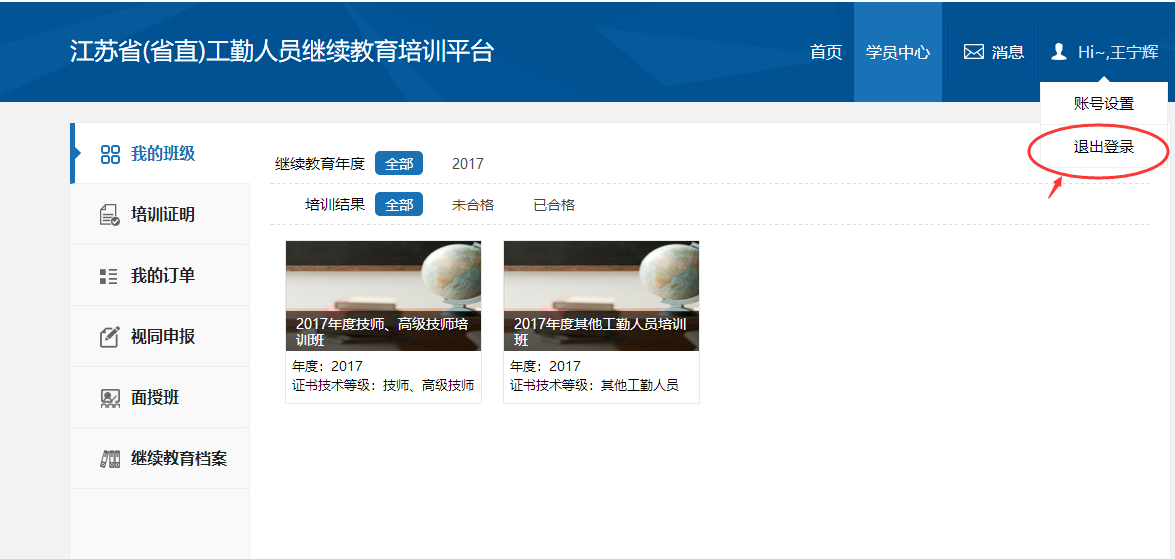 江苏省(省直)工勤人员继续教育培训平台
首页
学员中心
消息
Hi~,王宁辉
账号设置
退出登录
我的班级
培训证明
我的订单
视同申报
面授班
继续教育档案
继续教育年度 全部 2017
培训结果 全部 未合格 已合格
2017年度技师、高级技师培
训班
年度：2017
证书技术等级：技师、高级技师
2017年度其他工勤人员培训
班
年度：2017
证书技术等级：其他工勤人员